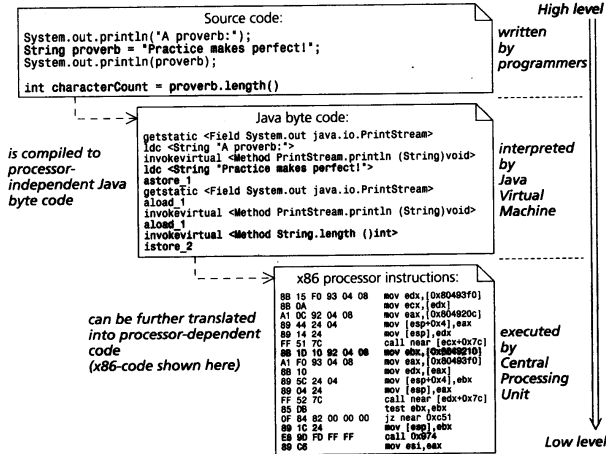 Source code:
System.out.println("A proverb:");
String proverb = "Practice makes perfect!";
System.out.println(proverb);
int characterCount = proverb.length()
High level
written
by
programmers
is compiled to
processor-
independent Java
byte code
Java byte code:
getstatic <Field System.out java.io.PrintStream>
ldc <String "A proverb:">
invokevirtual <Method PrintStream.println (String)void>
ldc <String "Practice makes perfect!">
astore_1
getstatic <Field System.out java.io.PrintStream>
aload_1
invokevirtual <Method PrintStream.println (String)void>
aload_1
invokevirtual <Method String.length ()int>
istore_2
interpreted
by
Java
Virtual
Machine
can be further translated
into processor-dependent
code
(x86-code shown here)
x86 processor instructions:
8B 15 F0 93 04 08 mov edx,[0x80493f0]
8B 0A mov ecx,[edx]
A1 0C 92 04 08 mov eax,[0x804920c]
89 44 24 04 mov [esp+0x4],eax
89 14 24 mov [esp],edx
FF 51 7C call near [ecx+0x7c]
8B 1D 10 92 04 08 mov ebx,[0x8049210]
A1 F0 93 04 08 mov eax,[0x80493f0]
8B 10 mov edx,[eax]
89 5C 24 04 mov [esp+0x4],ebx
89 04 24 mov [esp],eax
FF 52 7C call near [edx+0x7c]
85 DB test ebx,ebx
0F 84 82 00 00 00 jz near 0xc51
89 1C 24 mov [esp],ebx
E8 9D FD FF FF call 0x974
89 C6 mov esi,eax
executed
by
Central
Processing
Unit
Low level